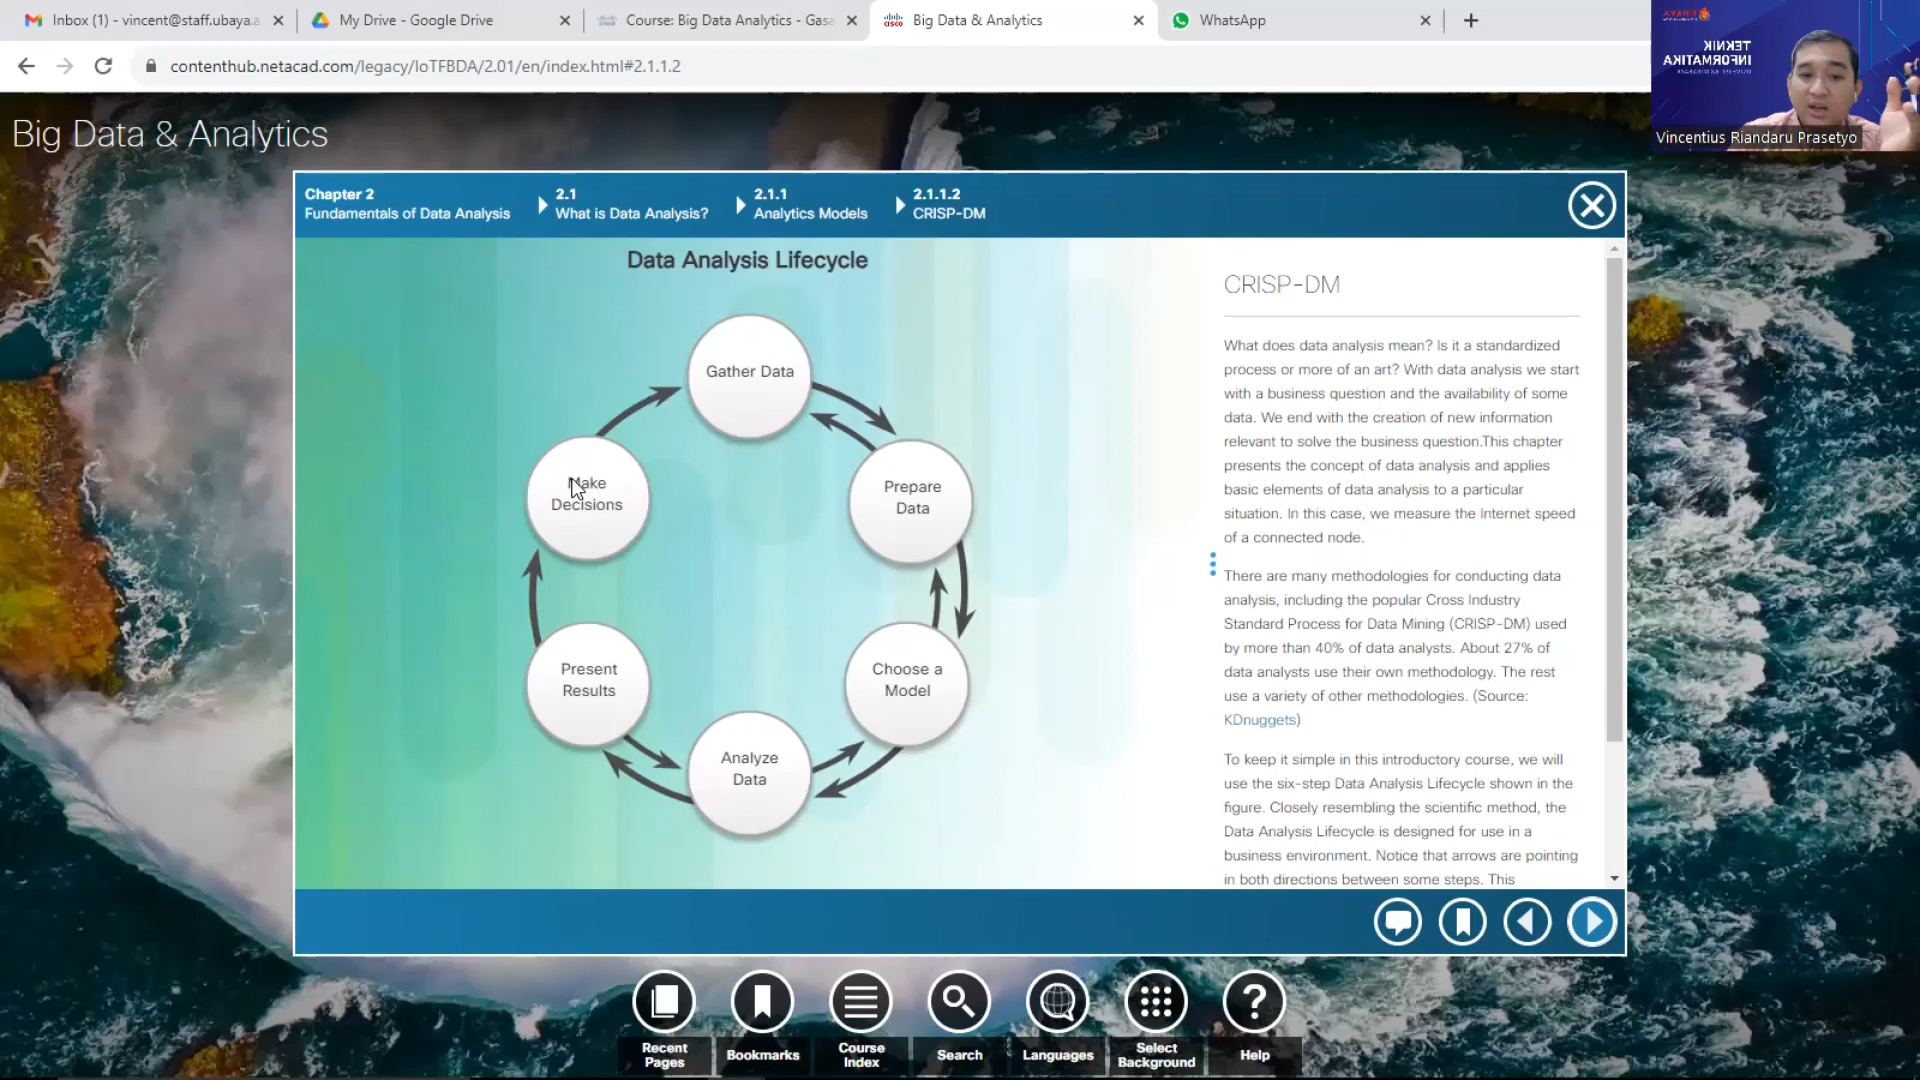 Inbox (1) - vincent@staff.ubaya.a
My Drive - Google Drive
Course: Big Data Analytics - Gasa
Big Data & Analytics
WhatsApp
contenthub.netacad.com/legacy/IoTFBDA/2.01/en/index.html#2.1.1.2
TEKNIK
INFORMATIKA
Vincentius Riandaru Prasetyo
Big Data & Analytics
Chapter 2
Fundamentals of Data Analysis
2.1
What is Data Analysis?
2.1.1
Analytics Models
2.1.1.2
CRISP-DM
Data Analysis Lifecycle
Gather Data
Prepare
Data
Choose a
Model
Analyze
Data
Present
Results
Make
Decisions
CRISP-DM
What does data analysis mean? Is it a standardized
process or more of an art? With data analysis we start
with a business question and the availability of some
data. We end with the creation of new information
relevant to solve the business question.This chapter
presents the concept of data analysis and applies
basic elements of data analysis to a particular
situation. In this case, we measure the Internet speed
of a connected node.
There are many methodologies for conducting data
analysis, including the popular Cross Industry
Standard Process for Data Mining (CRISP-DM) used
by more than 40% of data analysts. About 27% of
data analysts use their own methodology. The rest
use a variety of other methodologies. (Source:
KDnuggets)
To keep it simple in this introductory course, we will
use the six-step Data Analysis Lifecycle shown in the
figure. Closely resembling the scientific method, the
Data Analysis Lifecycle is designed for use in a
business environment. Notice that arrows are pointing
in both directions between some steps. This
Recent
Pages
Bookmarks
Course
Index
Search
Languages
Select
Background
Help